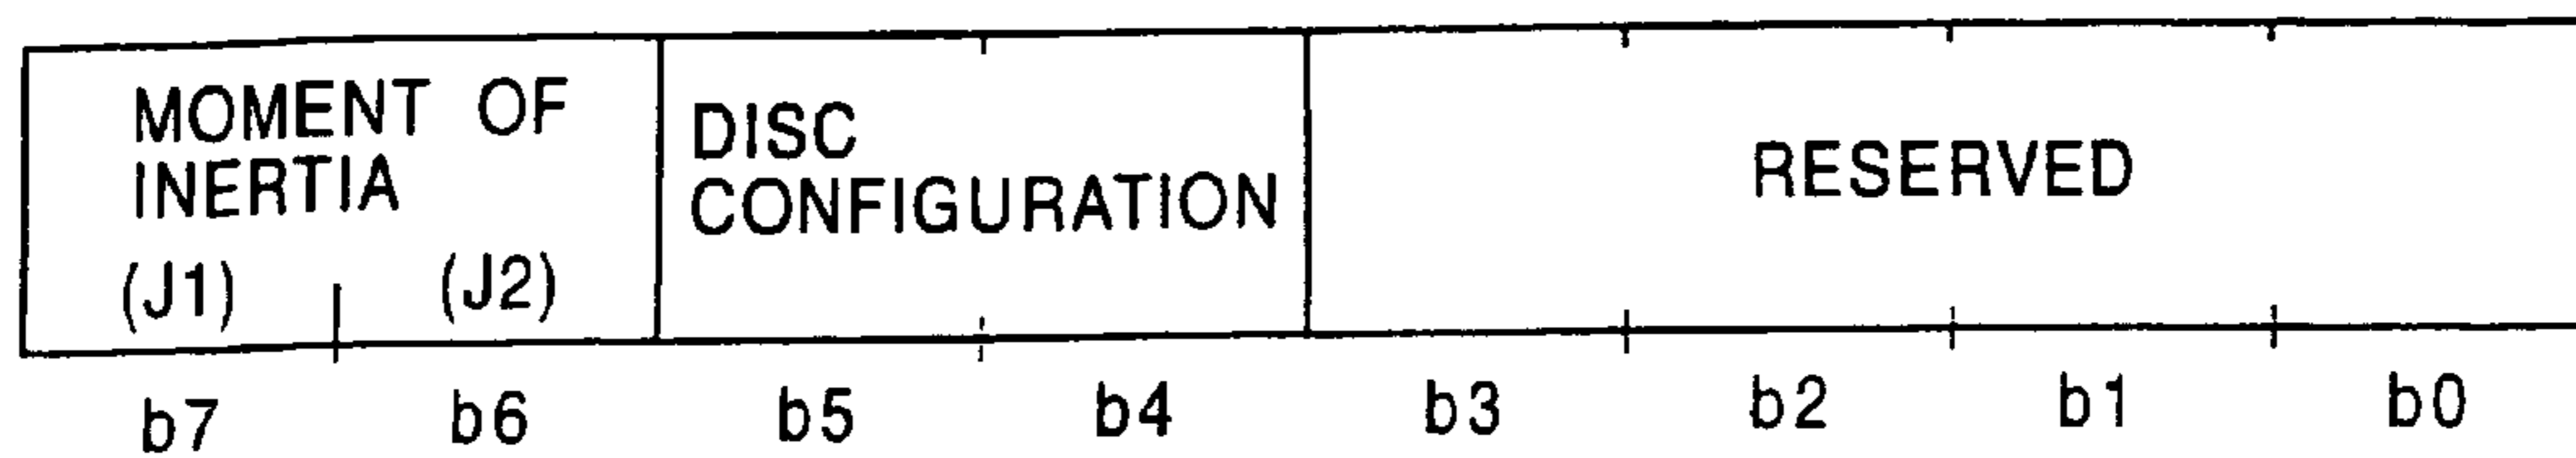 MOMENT OF
INERTIA
(J1) (J2)
DISC
CONFIGURATION
RESERVED
b7 b6 b5 b4 b3 b2 b1 b0